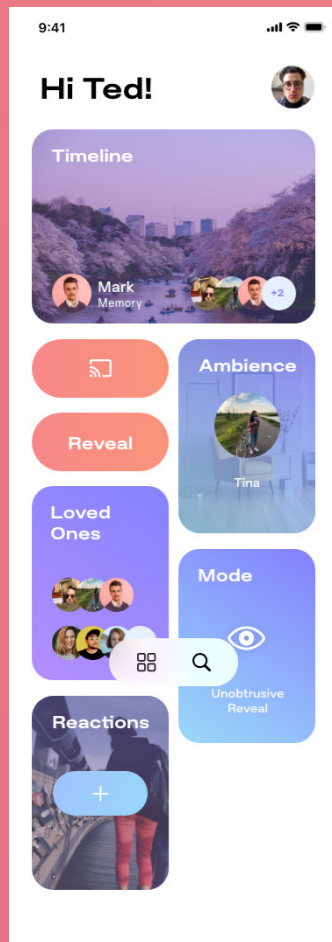 9:41
Hi Ted!
Timeline
Mark
Memory
+2
Reveal
Ambience
Tina
Loved
Ones
Mode
Unobtrusive
Reveal
Reactions